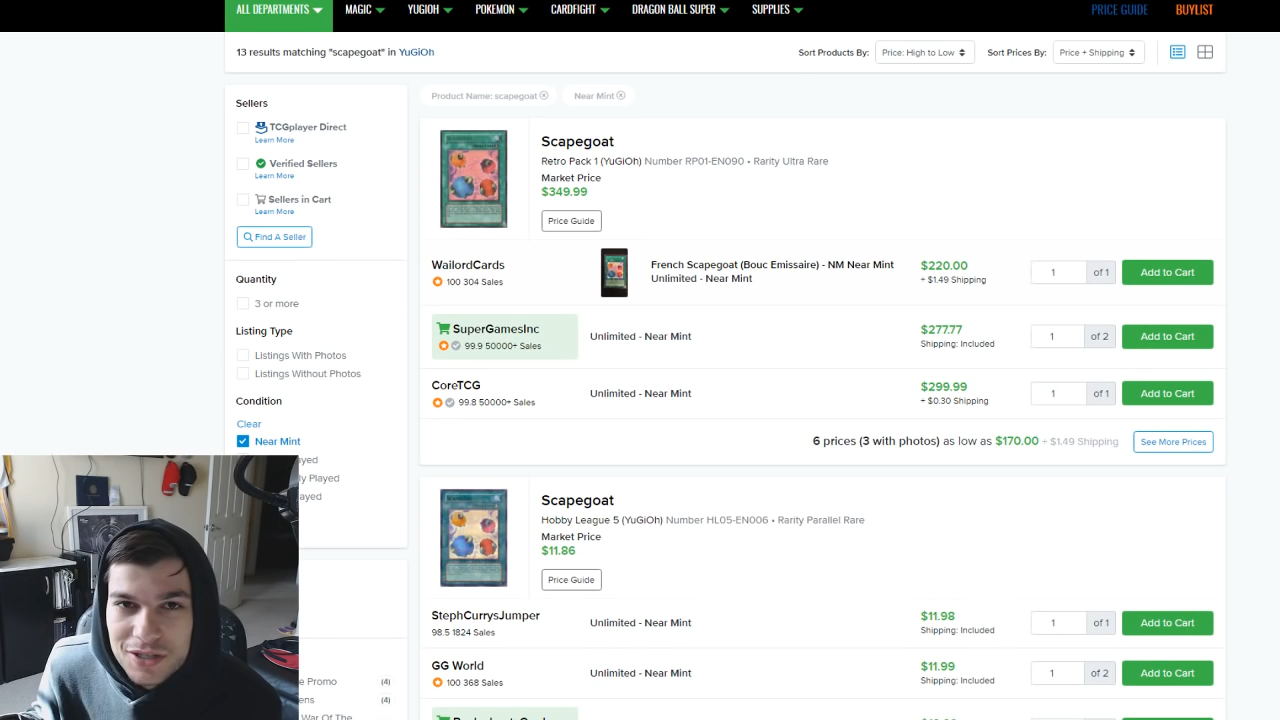 ALL DEPARTMENTS MAGIC YUGIOH POKEMON CARDFIGHT DRAGON BALL SUPER SUPPLIES PRICE GUIDE BUYLIST
13 results matching "scapegoat" in YuGiOh
Sort Products By: Price: High to Low Sort Prices By: Price + Shipping
Sellers
TCGplayer Direct
Learn More
Verified Sellers
Learn More
Sellers in Cart
Learn More
Find A Seller
Quantity
3 or more
Listing Type
Listings With Photos
Listings Without Photos
Condition
Clear
Near Mint
ayed
ly Played
ayed
e Promo (4)
ens (4)
War Of The
Product Name: scapegoat Near Mint
Scapegoat
Retro Pack 1 (YuGiOh) Number RP01-EN090 • Rarity Ultra Rare
Market Price
$349.99
Price Guide
WailordCards
100 304 Sales
French Scapegoat (Bouc Emissaire) - NM Near Mint
Unlimited - Near Mint
$220.00
+ $1.49 Shipping
1 of 1 Add to Cart
SuperGamesInc
99.9 50000+ Sales
Unlimited - Near Mint
$277.77
Shipping: Included
1 of 2 Add to Cart
CoreTCG
99.8 50000+ Sales
Unlimited - Near Mint
$299.99
+ $0.30 Shipping
1 of 1 Add to Cart
6 prices (3 with photos) as low as $170.00 + $1.49 Shipping See More Prices
Scapegoat
Hobby League 5 (YuGiOh) Number HL05-EN006 • Rarity Parallel Rare
Market Price
$11.86
Price Guide
StephCurrysJumper
98.5 1824 Sales
Unlimited - Near Mint
$11.98
Shipping: Included
1 of 1 Add to Cart
GG World
100 368 Sales
Unlimited - Near Mint
$11.99
Shipping: Included
1 of 2 Add to Cart